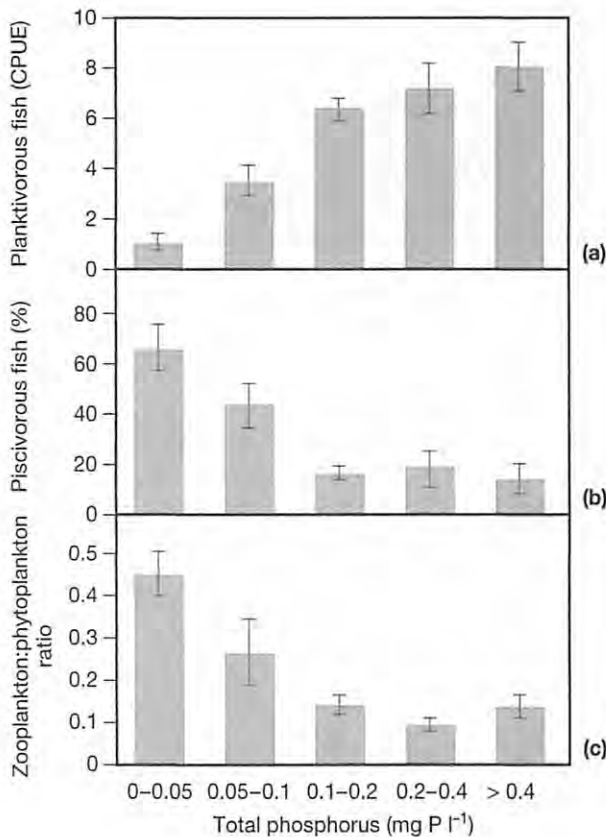 Planktivorous fish (CPUE)
10
8
6
4
2
0
(a)
Piscivorous fish (%)
80
60
40
20
0
(b)
Zooplankton:phytoplankton
ratio
0.5
0.4
0.3
0.2
0.1
0
(c)
0–0.05 0.05–0.1 0.1–0.2 0.2–0.4 > 0.4
Total phosphorus (mg P l⁻¹)